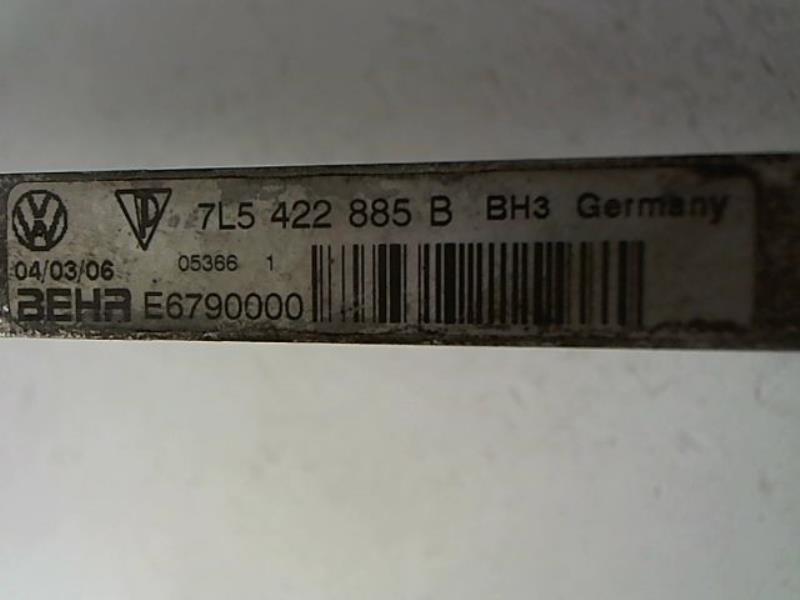 7L5 422 885 B BH3 Germany
04/03/06 05366 1
BEHR E6790000